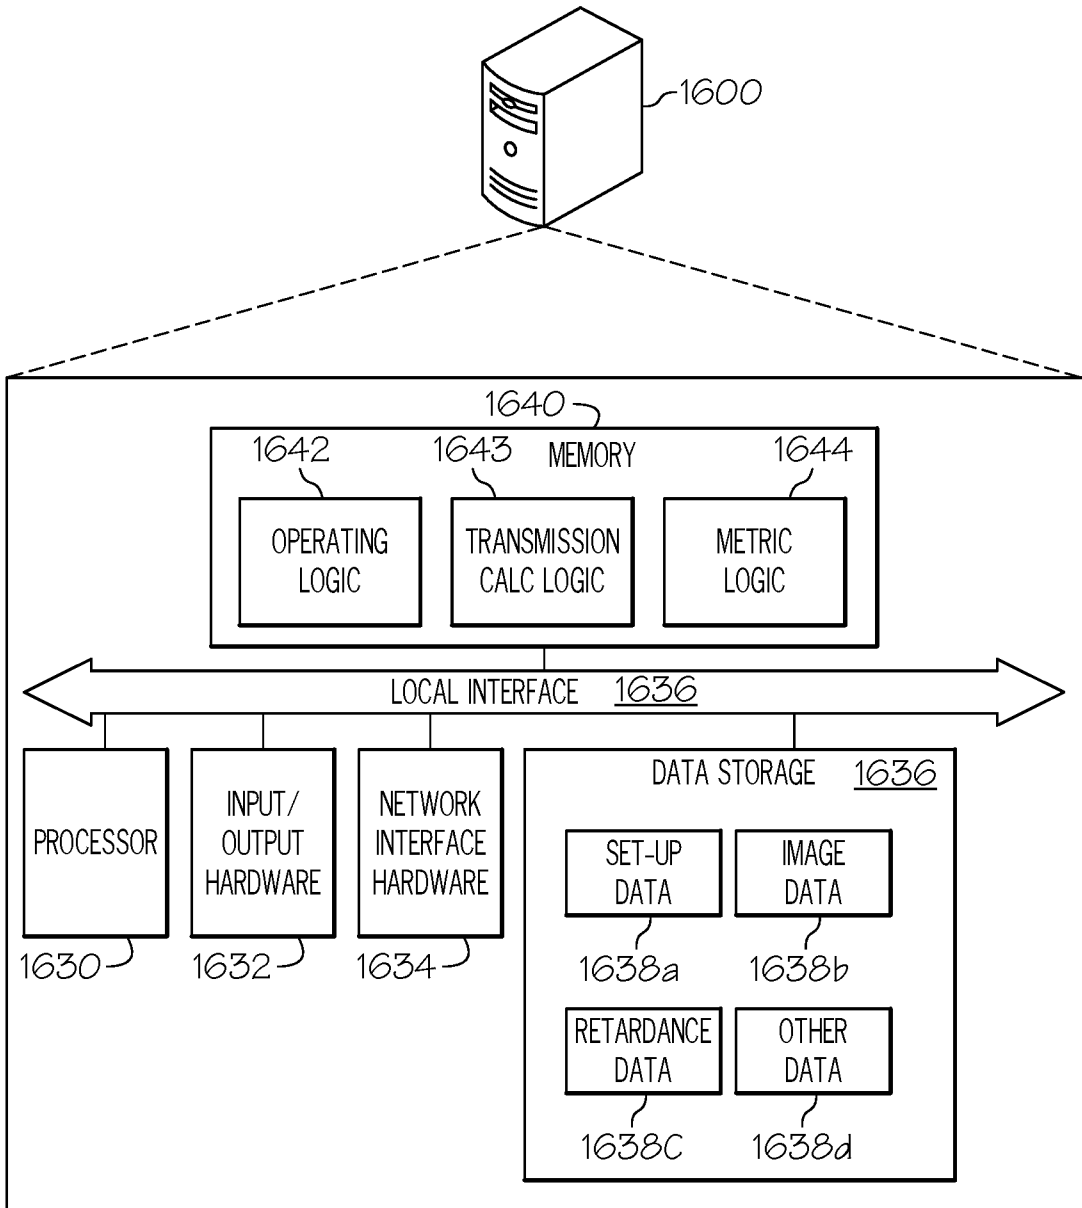 1600
1640
1642
MEMORY
1643
1644
OPERATING
LOGIC
TRANSMISSION
CALC LOGIC
METRIC
LOGIC
LOCAL INTERFACE 1636
PROCESSOR
INPUT/
OUTPUT
HARDWARE
NETWORK
INTERFACE
HARDWARE
DATA STORAGE 1636
SET-UP
DATA
IMAGE
DATA
1630
1632
1634
1638a
1638b
RETARDANCE
DATA
OTHER
DATA
1638C
1638d